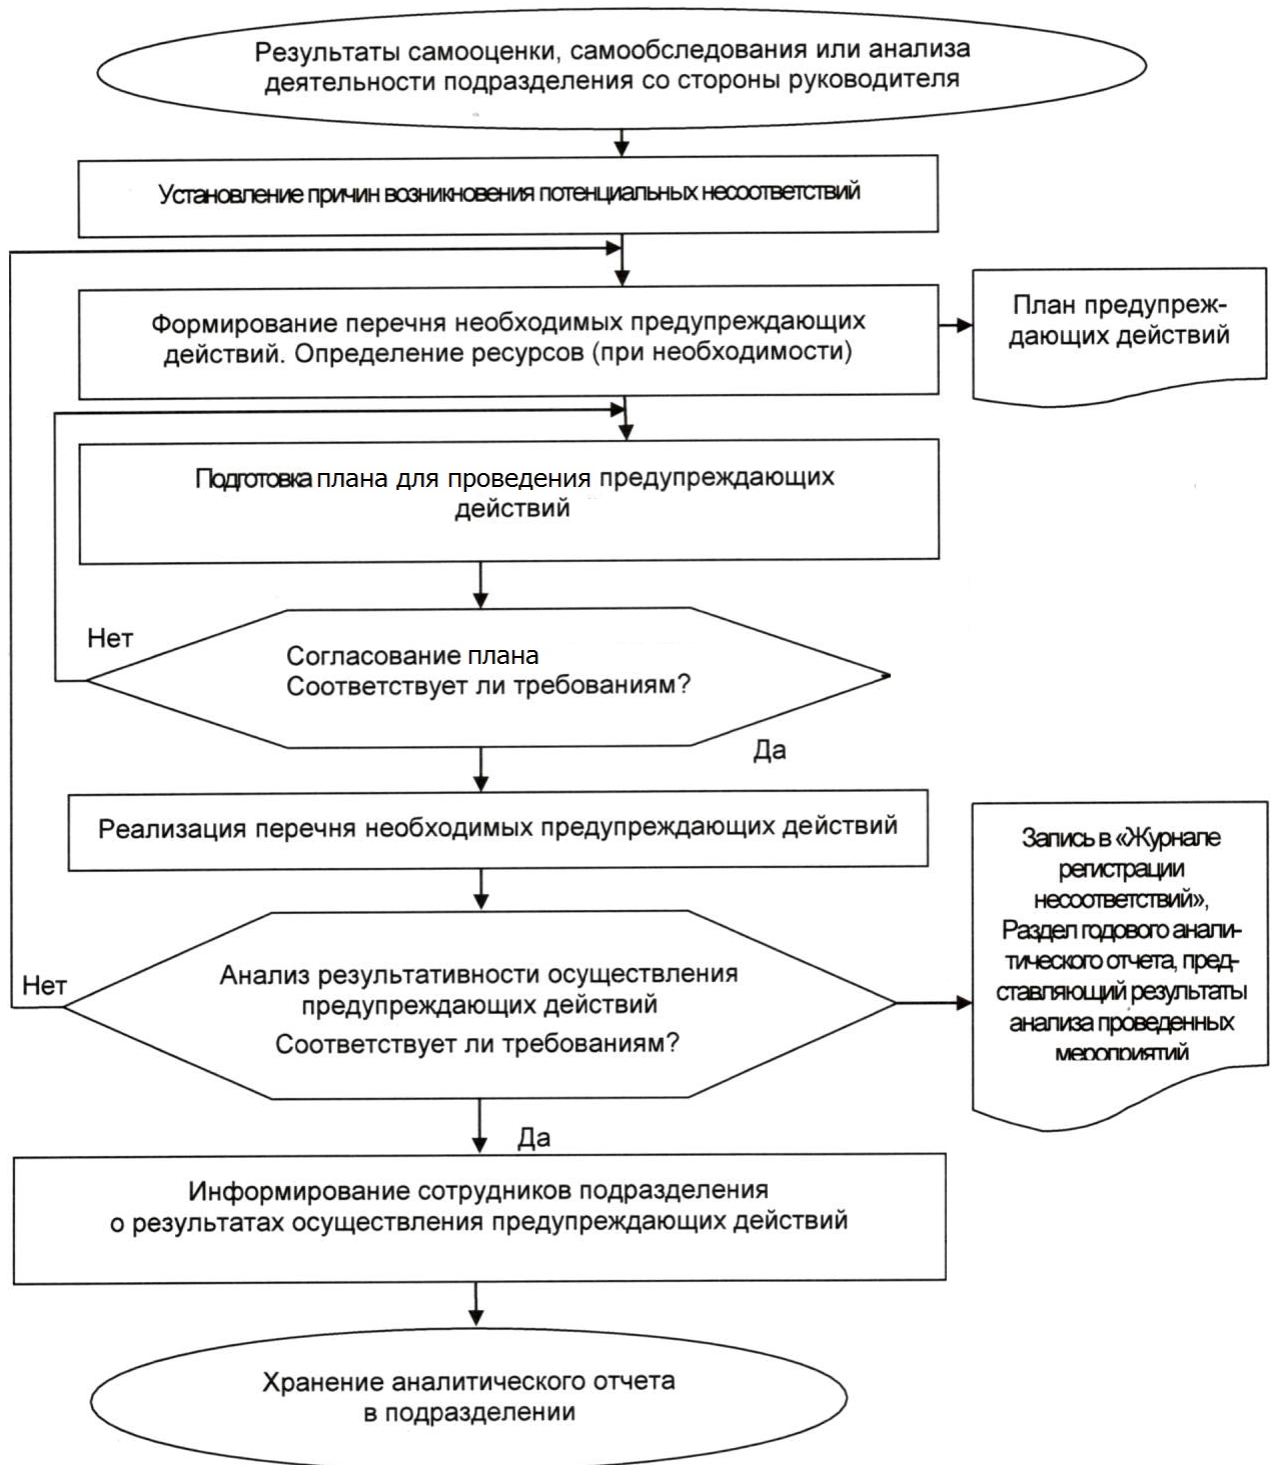 Результаты самооценки, самообследования или анализа
деятельности подразделения со стороны руководителя
Установление причин возникновения потенциальных несоответствий
Формирование перечня необходимых предупреждающих
действий. Определение ресурсов (при необходимости)
План предупреж-
дающих действий
Подготовка плана для проведения предупреждающих
действий
Нет
Согласование плана
Соответствует ли требованиям?
Да
Реализация перечня необходимых предупреждающих действий
Запись в «Журнале
регистрации
несоответствий»,
Раздел годового анали-
тического отчета, пред-
ставляющий результаты
анализа проведенных
мероприятий
Нет
Анализ результативности осуществления
предупреждающих действий
Соответствует ли требованиям?
Да
Информирование сотрудников подразделения
о результатах осуществления предупреждающих действий
Хранение аналитического отчета
в подразделении